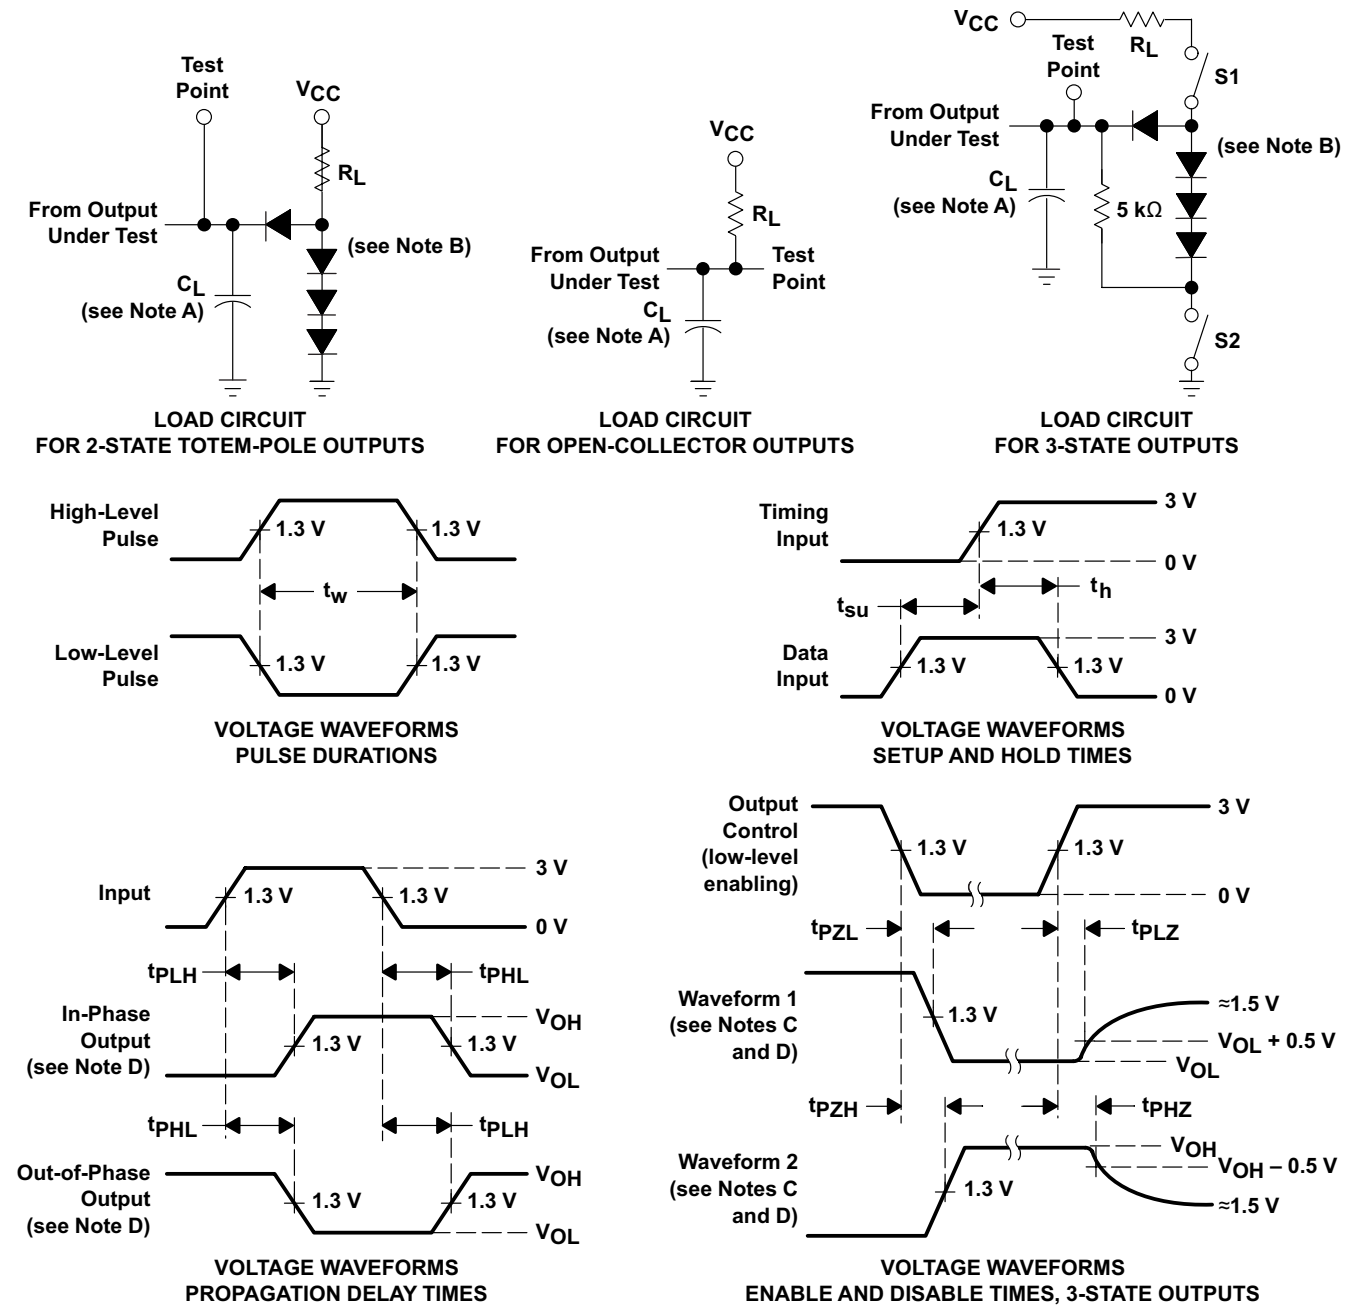 Test
Point
VCC
RL
From Output
Under Test
(see Note B)
CL
(see Note A)
LOAD CIRCUIT
FOR 2-STATE TOTEM-POLE OUTPUTS
VCC
RL
From Output
Under Test
Test
Point
CL
(see Note A)
LOAD CIRCUIT
FOR OPEN-COLLECTOR OUTPUTS
VCC
RL
Test
Point
S1
From Output
Under Test
(see Note B)
CL
(see Note A)
5 kΩ
S2
LOAD CIRCUIT
FOR 3-STATE OUTPUTS
High-Level
Pulse
1.3 V
1.3 V
tw
Low-Level
Pulse
1.3 V
1.3 V
VOLTAGE WAVEFORMS
PULSE DURATIONS
Timing
Input
1.3 V
3 V
0 V
th
tsu
Data
Input
1.3 V
1.3 V
3 V
0 V
VOLTAGE WAVEFORMS
SETUP AND HOLD TIMES
Input
1.3 V
1.3 V
3 V
0 V
tPLH
tPHL
In-Phase
Output
(see Note D)
1.3 V
1.3 V
VOH
VOL
tPHL
tPLH
Out-of-Phase
Output
(see Note D)
1.3 V
1.3 V
VOH
VOL
VOLTAGE WAVEFORMS
PROPAGATION DELAY TIMES
Output
Control
(low-level
enabling)
1.3 V
1.3 V
3 V
0 V
tPZL
tPLZ
Waveform 1
(see Notes C
and D)
1.3 V
≈1.5 V
VOL + 0.5 V
VOL
tPZH
tPHZ
Waveform 2
(see Notes C
and D)
1.3 V
VOH
VOH – 0.5 V
≈1.5 V
VOLTAGE WAVEFORMS
ENABLE AND DISABLE TIMES, 3-STATE OUTPUTS